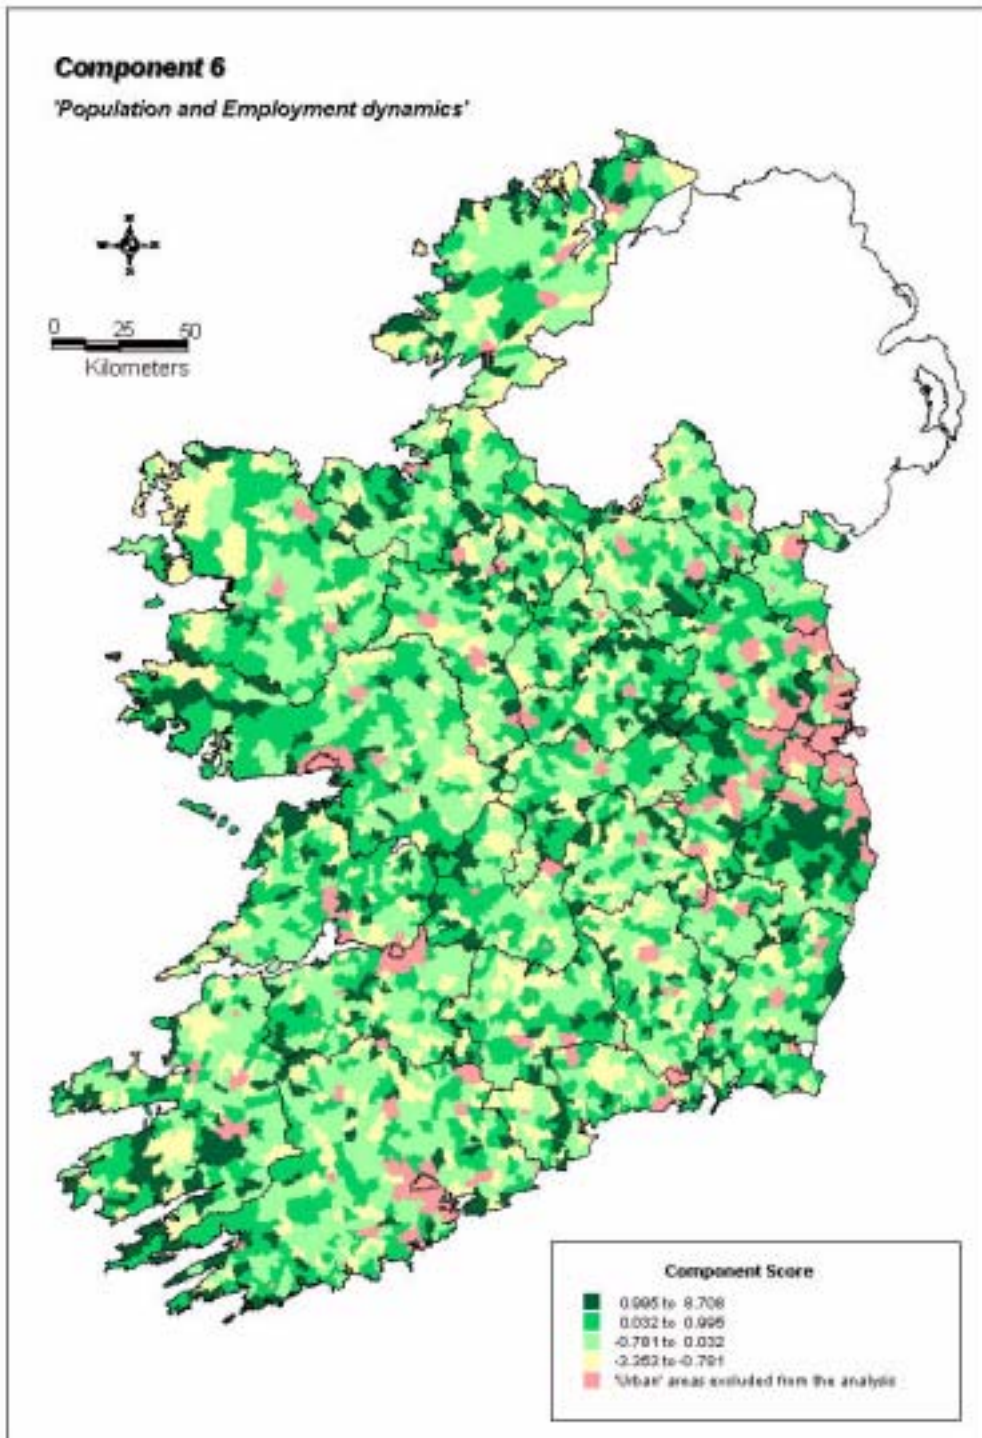 Component 6
'Population and Employment dynamics'
N
W E
S
0 25 50
Kilometers
Component Score
0.995 to 8.708
0.032 to 0.995
-0.781 to 0.032
-3.353 to -0.781
'Urban' areas excluded from the analysis